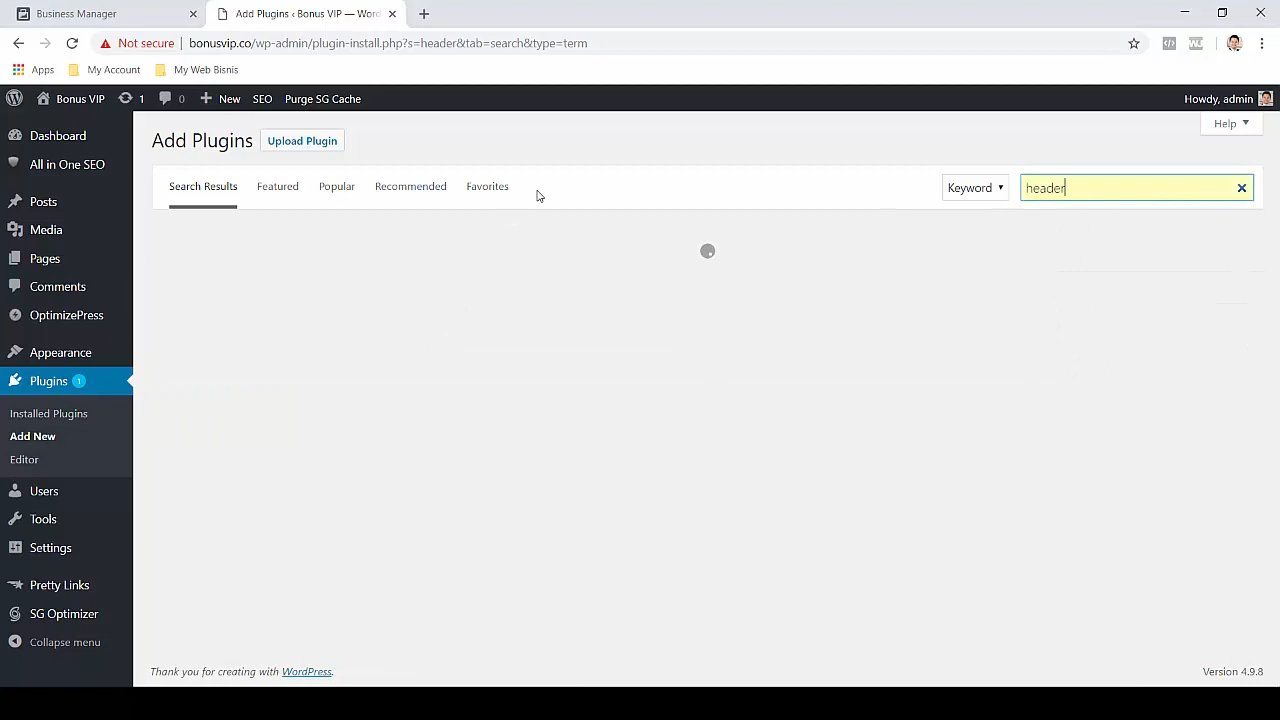 Business Manager
Add Plugins ‹ Bonus VIP — Word
Not secure
bonusvip.co/wp-admin/plugin-install.php?s=header&tab=search&type=term
Apps
My Account
My Web Bisnis
Bonus VIP
1
0
New
SEO
Purge SG Cache
Howdy, admin
Help
Dashboard
All in One SEO
Posts
Media
Pages
Comments
OptimizePress
Appearance
Plugins 1
Installed Plugins
Add New
Editor
Users
Tools
Settings
Pretty Links
SG Optimizer
Collapse menu
Add Plugins
Upload Plugin
Search Results
Featured
Popular
Recommended
Favorites
Keyword
header
Thank you for creating with WordPress.
Version 4.9.8